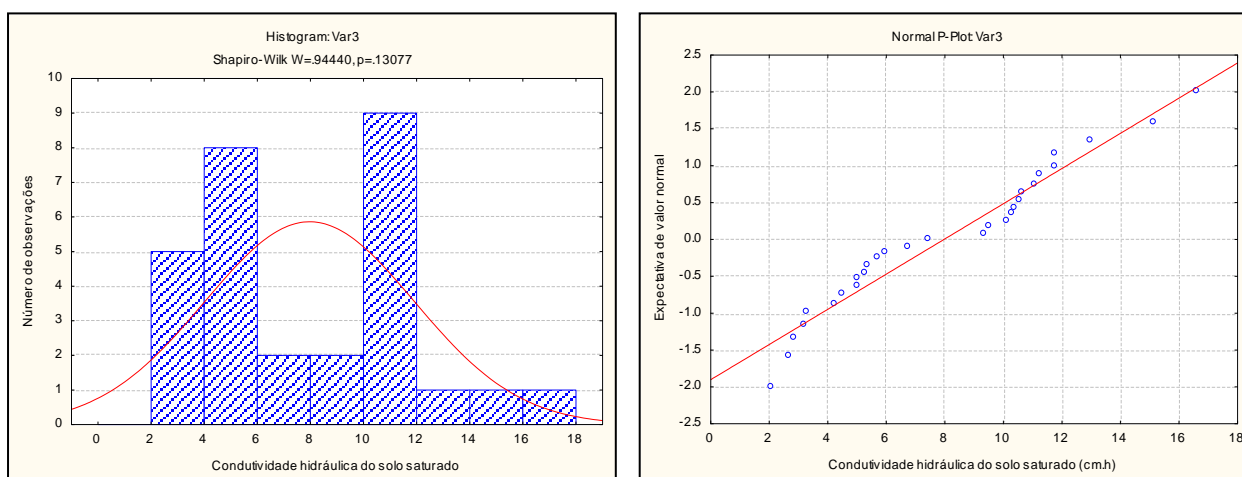 Histogram: Var3
Shapiro-Wilk W=.94440, p=.13077
10
9
8
7
6
5
4
3
2
1
0
Número de observações
0 2 4 6 8 10 12 14 16 18
Condutividade hidráulica do solo saturado
Normal P-Plot: Var3
2.5
2.0
1.5
1.0
0.5
0.0
-0.5
-1.0
-1.5
-2.0
-2.5
Expectativa de valor normal
0 2 4 6 8 10 12 14 16 18
Condutividade hidráulica do solo saturado (cm.h)